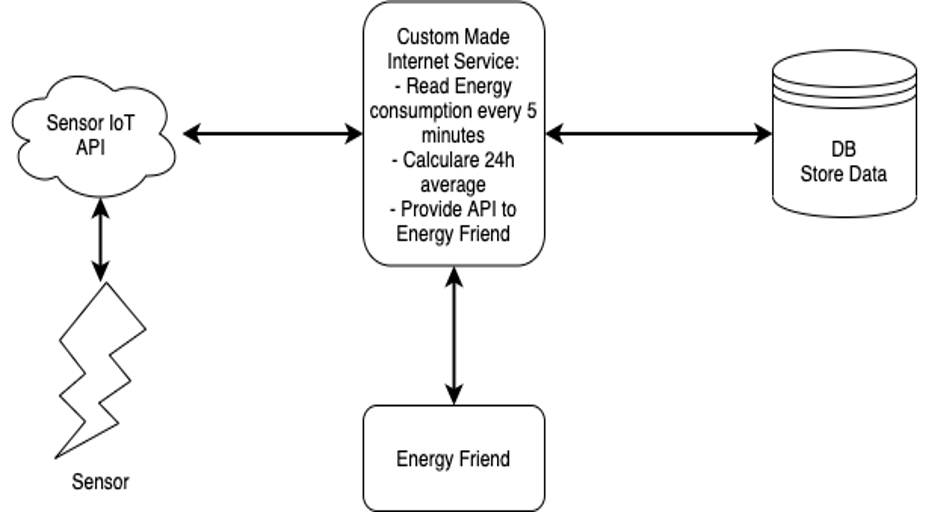 Custom Made
Internet Service:
- Read Energy
consumption every 5
minutes
- Calculare 24h
average
- Provide API to
Energy Friend
Sensor IoT
API
DB
Store Data
Energy Friend
Sensor